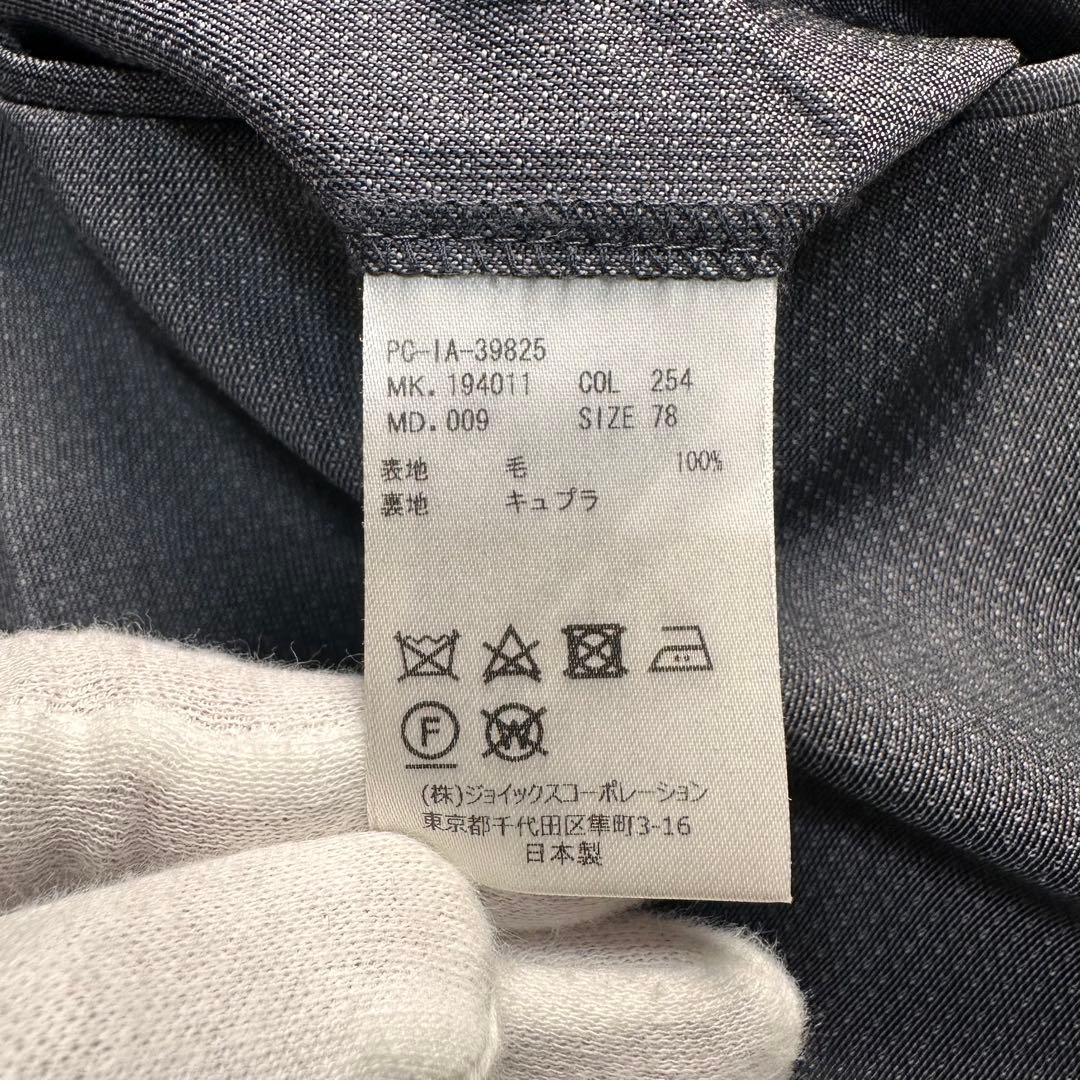 PC-IA-39825
MK.194011 COL 254
MD.009 SIZE 78
表地 毛 100%
裏地 キュプラ
F
W
(株)ジョイックスコーポレーション
東京都千代田区隼町3-16
日本製